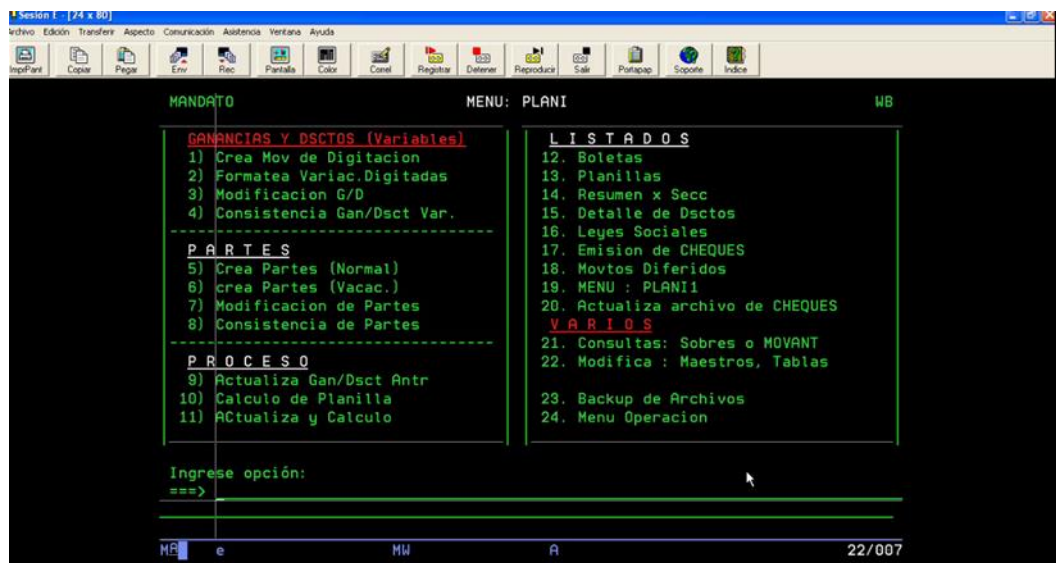 Sesión E - [24 x 80]
Archivo Edición Transferir Aspecto Comunicación Asistencia Ventana Ayuda
ImprPant Copiar Pegar Env Rec Pantalla Color Conel Registrar Detener Reproducir Salir Portapap Soporte Indice
MANDATO MENU: PLANI WB
GANANCIAS Y DSCTOS (Variables)
1) Crea Mov de Digitacion
2) Formatea Variac.Digitadas
3) Modificacion G/D
4) Consistencia Gan/Dsct Var.
P A R T E S
5) Crea Partes (Normal)
6) crea Partes (Vacac.)
7) Modificacion de Partes
8) Consistencia de Partes
P R O C E S O
9) Actualiza Gan/Dsct Antr
10) Calculo de Planilla
11) ACtualiza y Calculo
L I S T A D O S
12. Boletas
13. Planillas
14. Resumen x Secc
15. Detalle de Dsctos
16. Leyes Sociales
17. Emision de CHEQUES
18. Movtos Diferidos
19. MENU : PLANI1
20. Actualiza archivo de CHEQUES
V A R I O S
21. Consultas: Sobres o MOVANT
22. Modifica : Maestros, Tablas
23. Backup de Archivos
24. Menu Operacion
Ingrese opción:
===>
MA e MW A 22/007